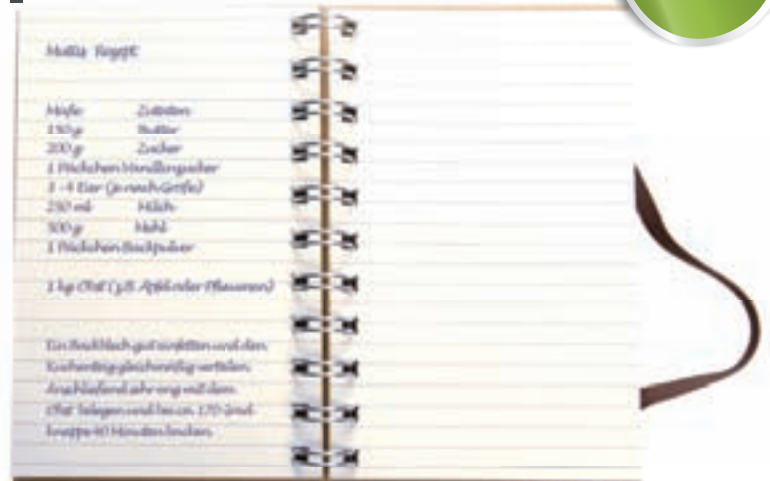 Muttis Rezept
Maße Zutaten
150 g Butter
200 g Zucker
1 Päckchen Vanillinzucker
3 -4 Eier (je nach Größe)
250 ml Milch
500 g Mehl
1 Päckchen Backpulver
1 kg Obst (z.B. Äpfel oder Pflaumen)
Ein Backblech gut einfetten und den
Kuchenteig gleichmäßig verteilen.
Anschließend sehr eng mit dem
Obst belegen und bei ca. 170 Grad
knappe 40 Minuten backen.